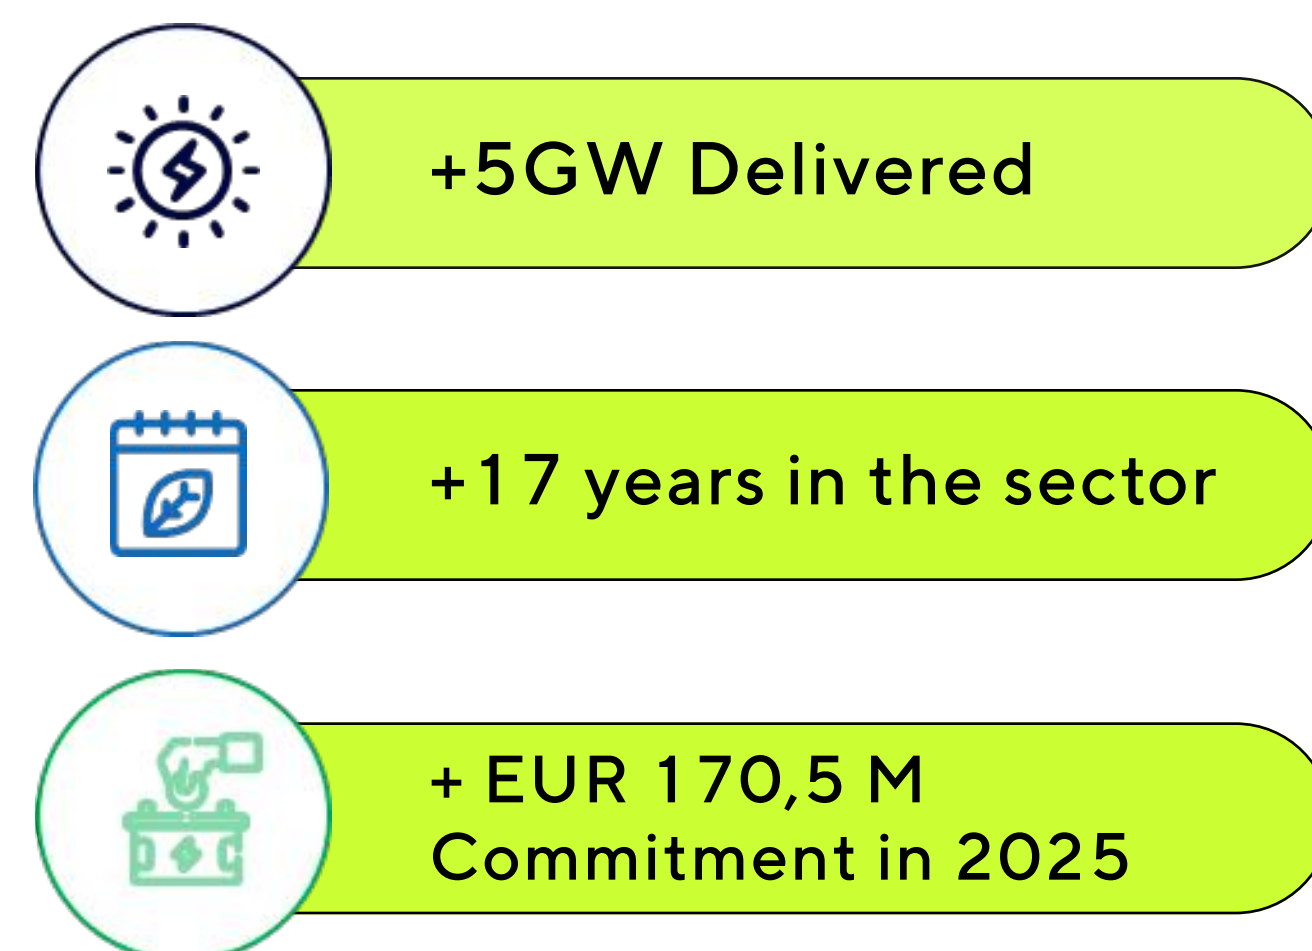 +5GW Delivered
+17 years in the sector
+ EUR 170,5 M
Commitment in 2025